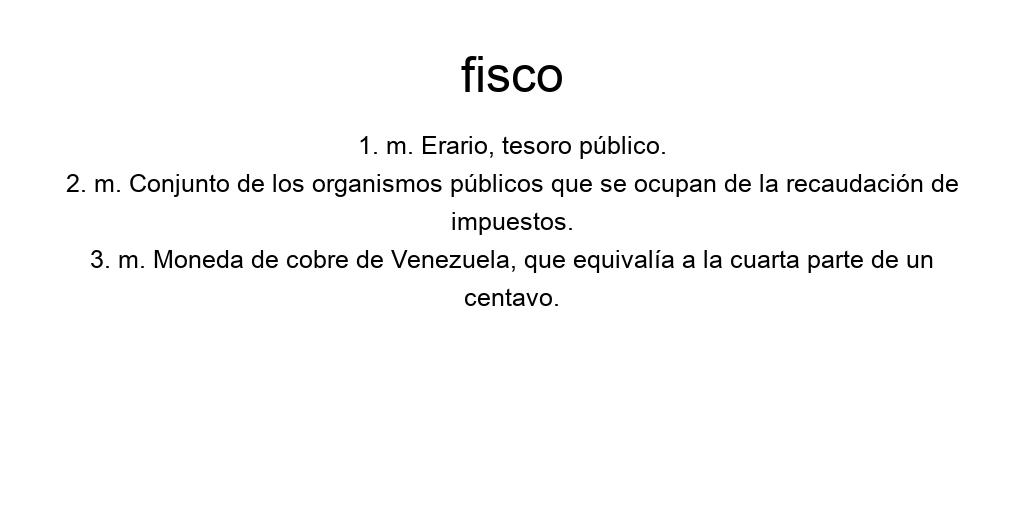 fisco
1. m. Erario, tesoro público.
2. m. Conjunto de los organismos públicos que se ocupan de la recaudación de
impuestos.
3. m. Moneda de cobre de Venezuela, que equivalía a la cuarta parte de un
centavo.